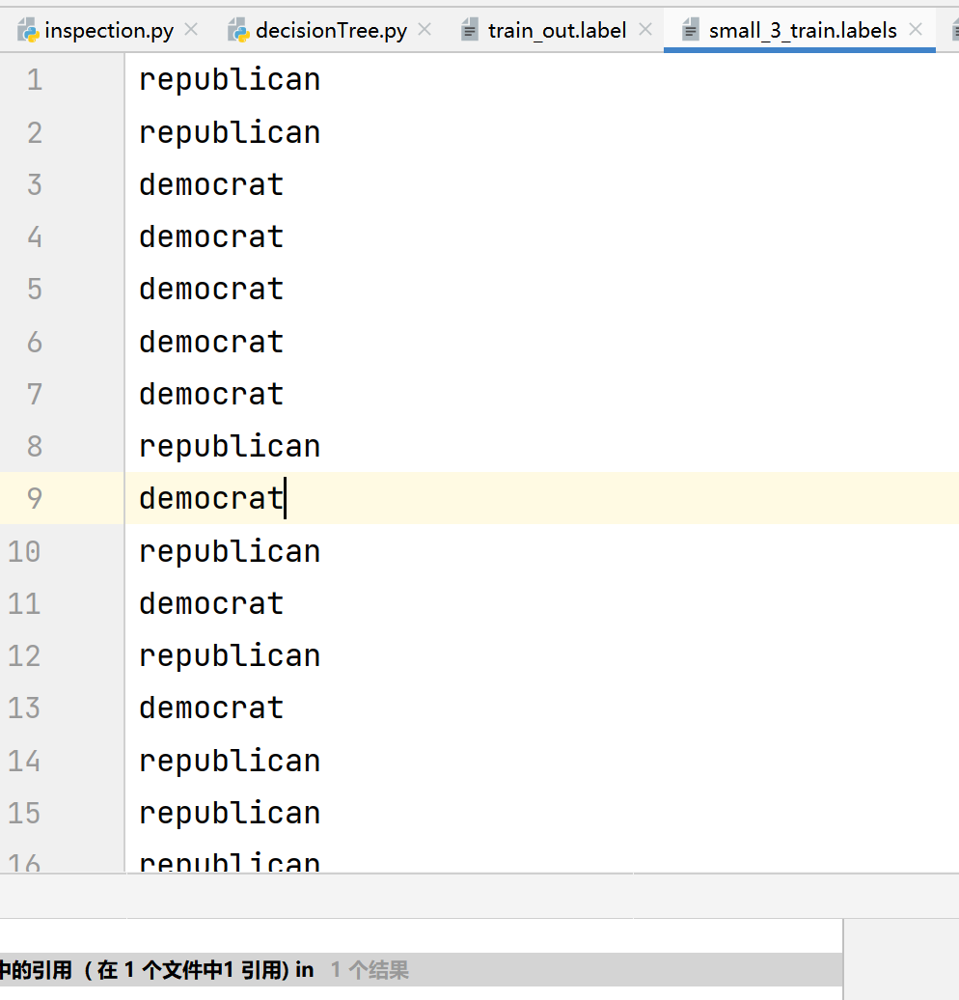 inspection.py decisionTree.py train_out.label small_3_train.labels
1 republican
2 republican
3 democrat
4 democrat
5 democrat
6 democrat
7 democrat
8 republican
9 democrat
10 republican
11 democrat
12 republican
13 democrat
14 republican
15 republican
16 republican
中的引用 ( 在 1 个文件中1 引用) in 1 个结果